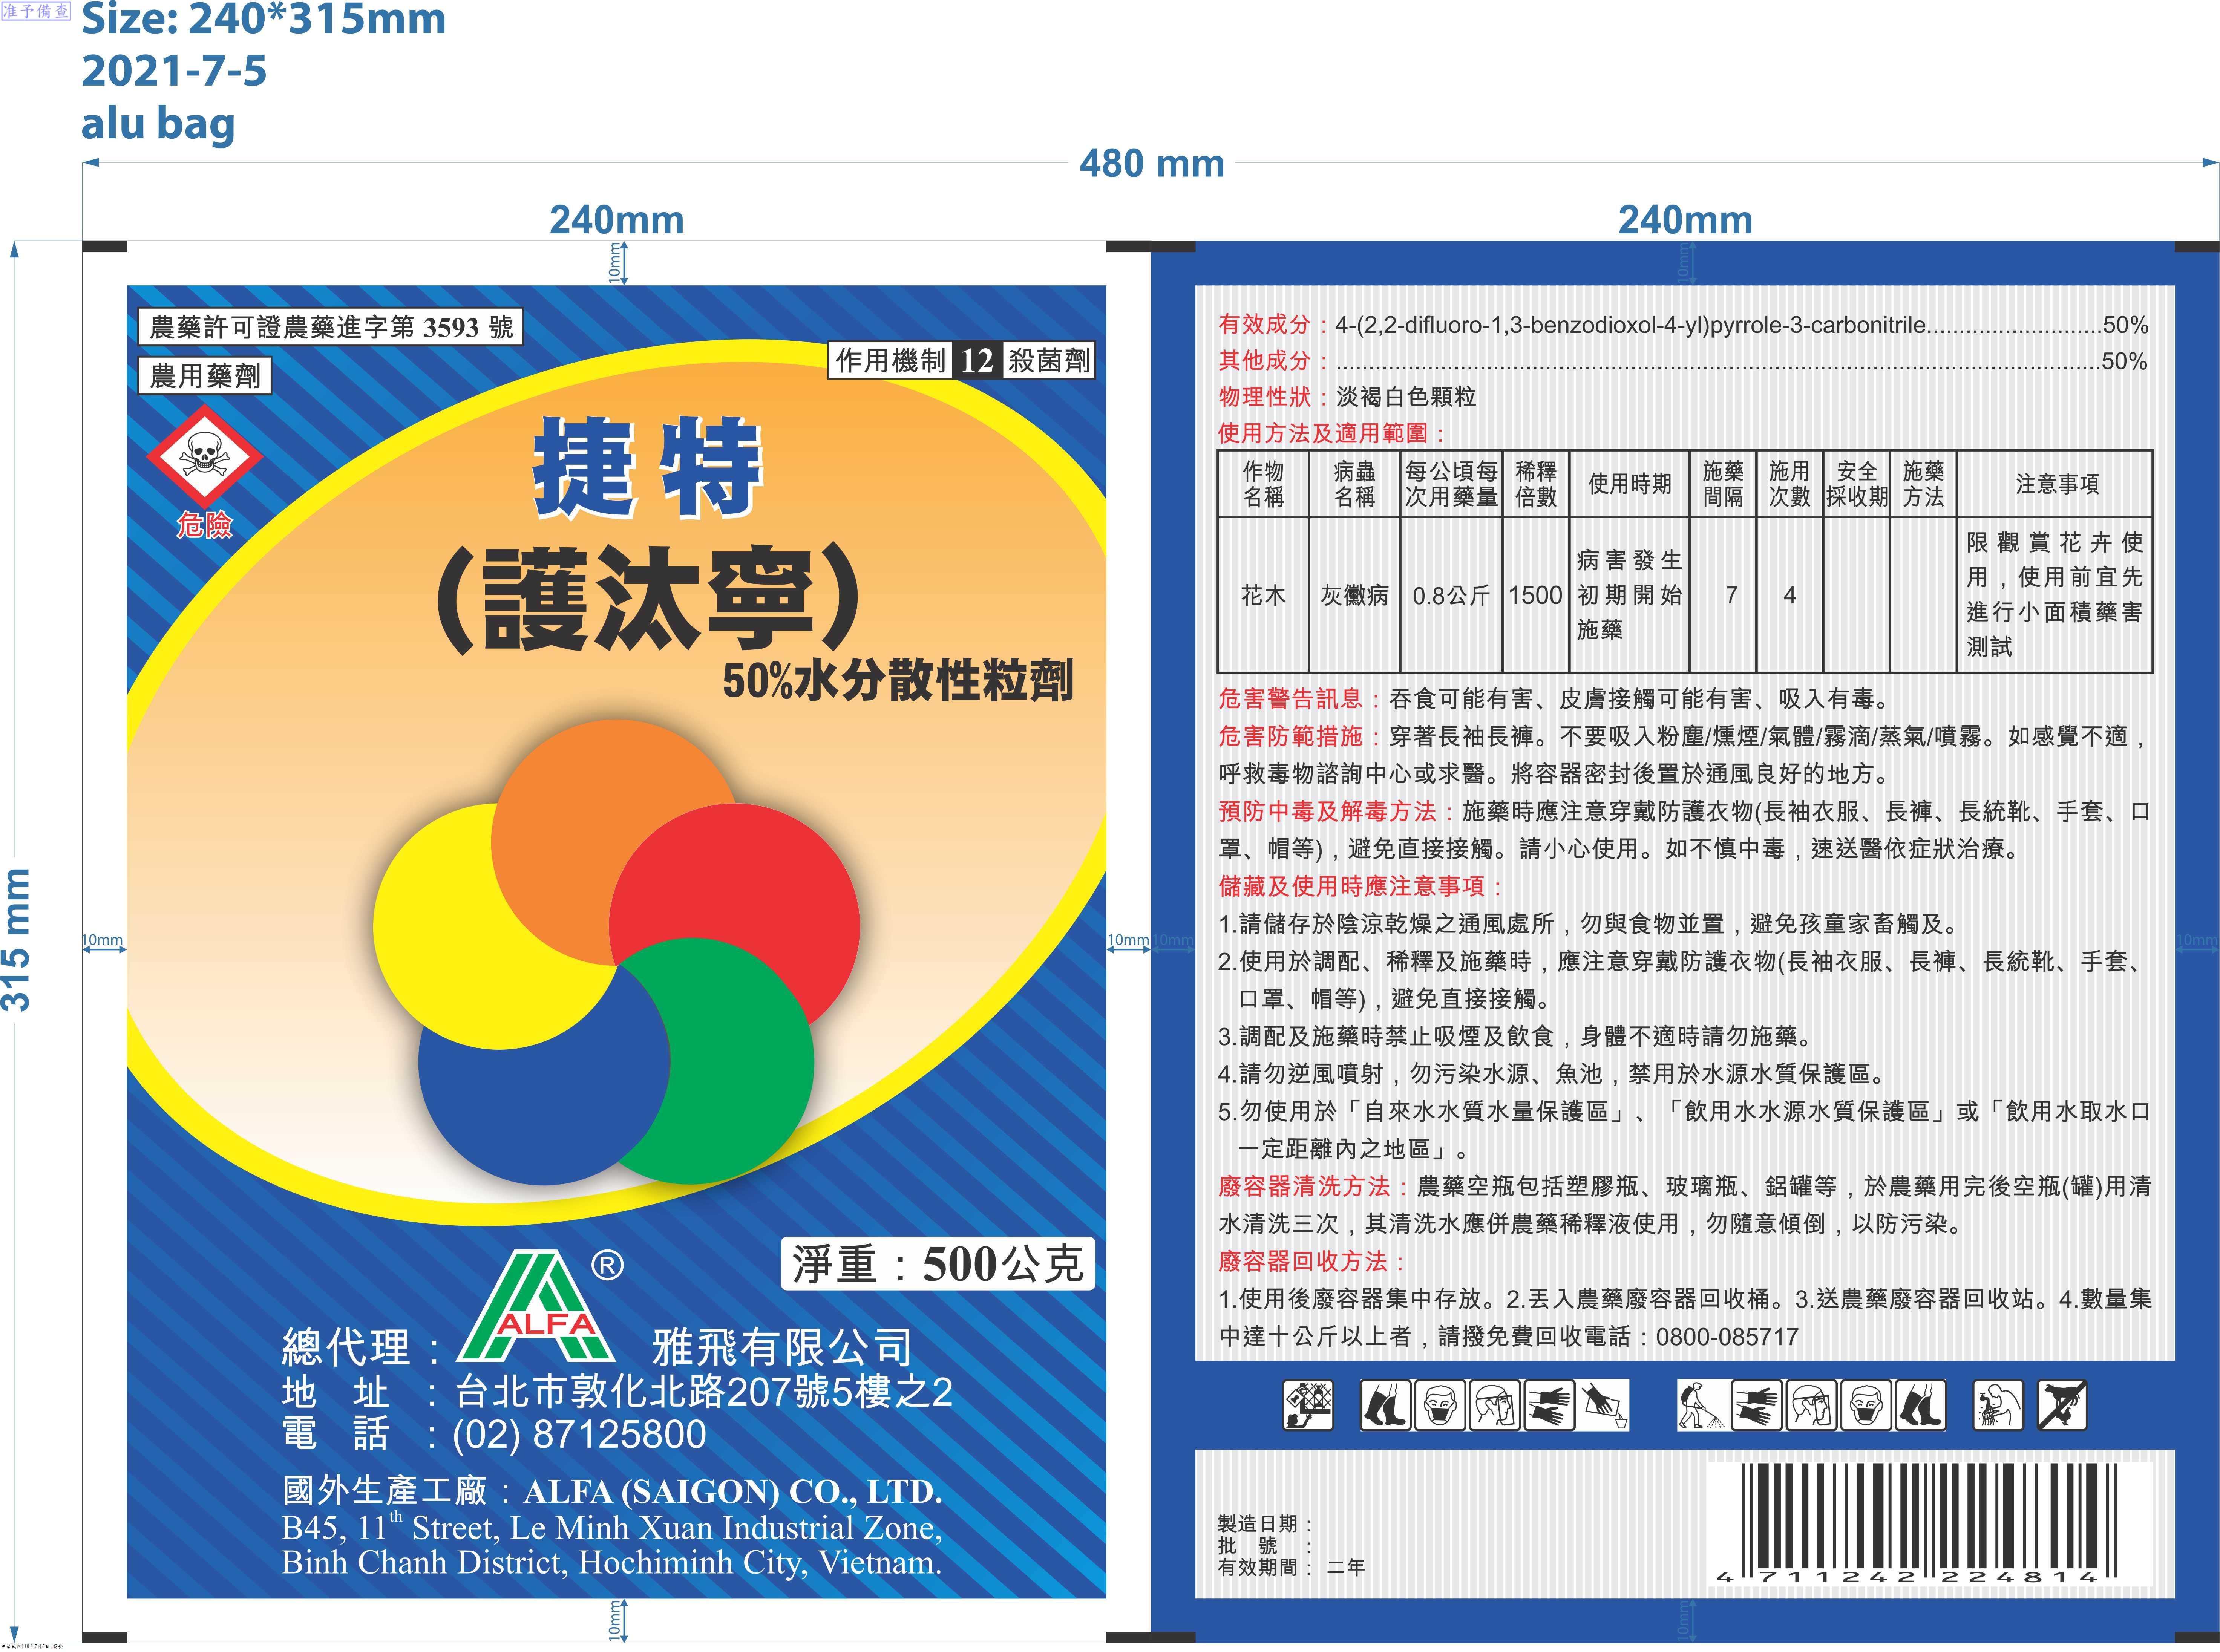 准予備查
Size: 240*315mm
2021-7-5
alu bag
480 mm
240mm
240mm
10mm
10mm
315 mm
10mm
10mm
10mm
10mm
農藥許可證農藥進字第 3593 號
農用藥劑
作用機制 12 殺菌劑
危險
捷特
(護汰寧)
50%水分散性粒劑
淨重：500公克
®
ALFA
總代理：雅飛有限公司
地 址 ：台北市敦化北路207號5樓之2
電 話 ：(02) 87125800
國外生產工廠：ALFA (SAIGON) CO., LTD.
B45, 11th Street, Le Minh Xuan Industrial Zone,
Binh Chanh District, Hochiminh City, Vietnam.
10mm
有效成分：4-(2,2-difluoro-1,3-benzodioxol-4-yl)pyrrole-3-carbonitrile...........................50%
其他成分：.....................................................................................................................50%
物理性狀：淡褐白色顆粒
使用方法及適用範圍：
作物名稱 病蟲名稱 每公頃每次用藥量 稀釋倍數 使用時期 施藥間隔 施用次數 安全採收期 施藥方法 注意事項
花木 灰黴病 0.8公斤 1500 病害發生初期開始施藥 7 4 限觀賞花卉使用，使用前宜先進行小面積藥害測試
危害警告訊息：吞食可能有害、皮膚接觸可能有害、吸入有毒。
危害防範措施：穿著長袖長褲。不要吸入粉塵/燻煙/氣體/霧滴/蒸氣/噴霧。如感覺不適，
呼救毒物諮詢中心或求醫。將容器密封後置於通風良好的地方。
預防中毒及解毒方法：施藥時應注意穿戴防護衣物(長袖衣服、長褲、長統靴、手套、口
罩、帽等)，避免直接接觸。請小心使用。如不慎中毒，速送醫依症狀治療。
儲藏及使用時應注意事項：
1.請儲存於陰涼乾燥之通風處所，勿與食物並置，避免孩童家畜觸及。
2.使用於調配、稀釋及施藥時，應注意穿戴防護衣物(長袖衣服、長褲、長統靴、手套、
口罩、帽等)，避免直接接觸。
3.調配及施藥時禁止吸煙及飲食，身體不適時請勿施藥。
4.請勿逆風噴射，勿污染水源、魚池，禁用於水源水質保護區。
5.勿使用於「自來水水質水量保護區」、「飲用水水源水質保護區」或「飲用水取水口
一定距離內之地區」。
廢容器清洗方法：農藥空瓶包括塑膠瓶、玻璃瓶、鋁罐等，於農藥用完後空瓶(罐)用清
水清洗三次，其清洗水應併農藥稀釋液使用，勿隨意傾倒，以防污染。
廢容器回收方法：
1.使用後廢容器集中存放。2.丟入農藥廢容器回收桶。3.送農藥廢容器回收站。4.數量集
中達十公斤以上者，請撥免費回收電話：0800-085717
製造日期：
批 號 ：
有效期間： 二年
4 711242 224814
10mm